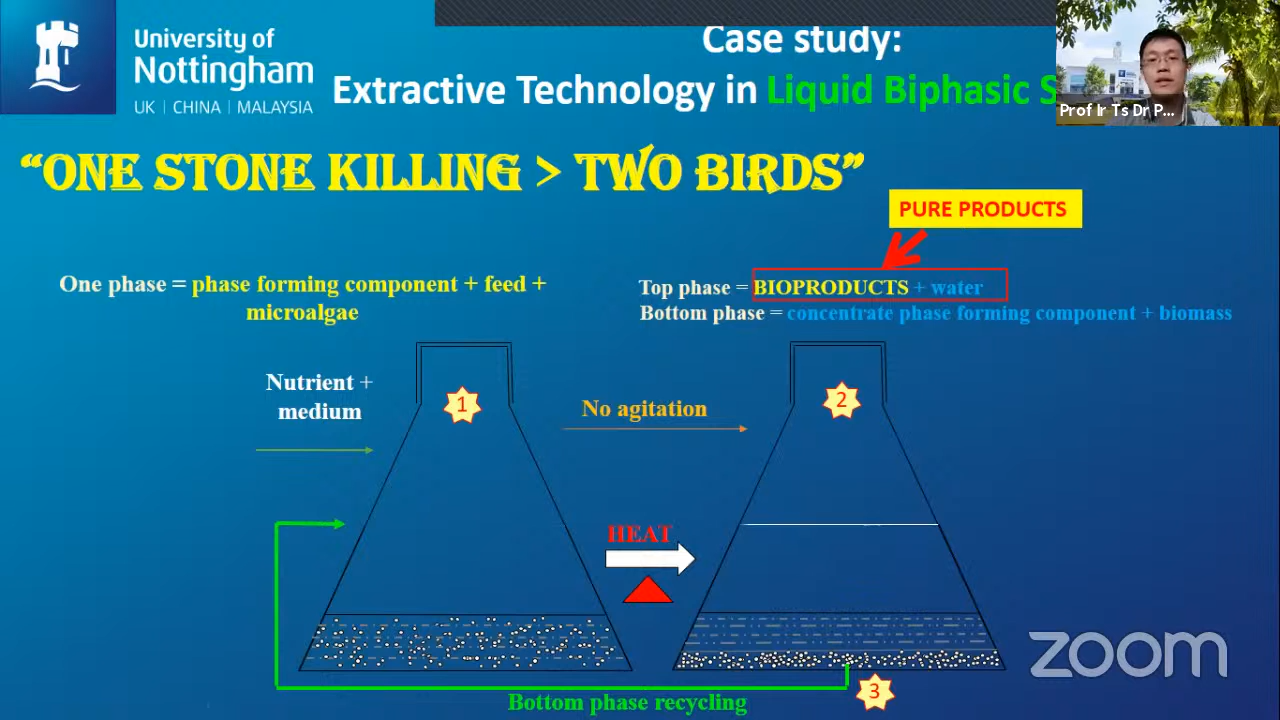 University of
Nottingham
UK | CHINA | MALAYSIA
Case study:
Extractive Technology in Liquid Biphasic S
Prof Ir Ts Dr P...
“ONE STONE KILLING > TWO BIRDS”
PURE PRODUCTS
One phase = phase forming component + feed +
microalgae
Top phase = BIOPRODUCTS + water
Bottom phase = concentrate phase forming component + biomass
Nutrient +
medium
1
No agitation
2
HEAT
zoom
3
Bottom phase recycling